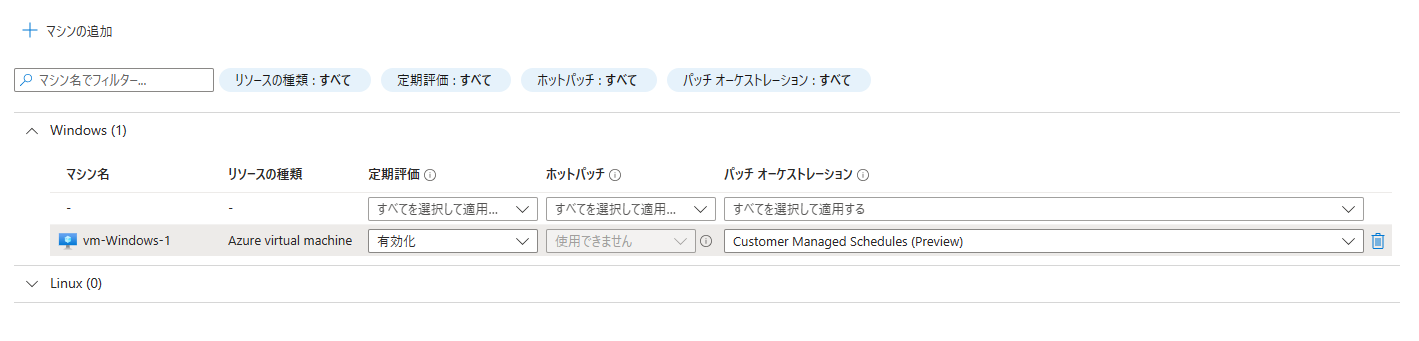 マシンの追加
マシン名でフィルター...
リソースの種類 : すべて 定期評価 : すべて ホットパッチ : すべて パッチ オーケストレーション : すべて
Windows (1)
マシン名 リソースの種類 定期評価 ホットパッチ パッチ オーケストレーション
- - すべてを選択して適用... すべてを選択して適用... すべてを選択して適用する
vm-Windows-1 Azure virtual machine 有効化 使用できません Customer Managed Schedules (Preview)
Linux (0)